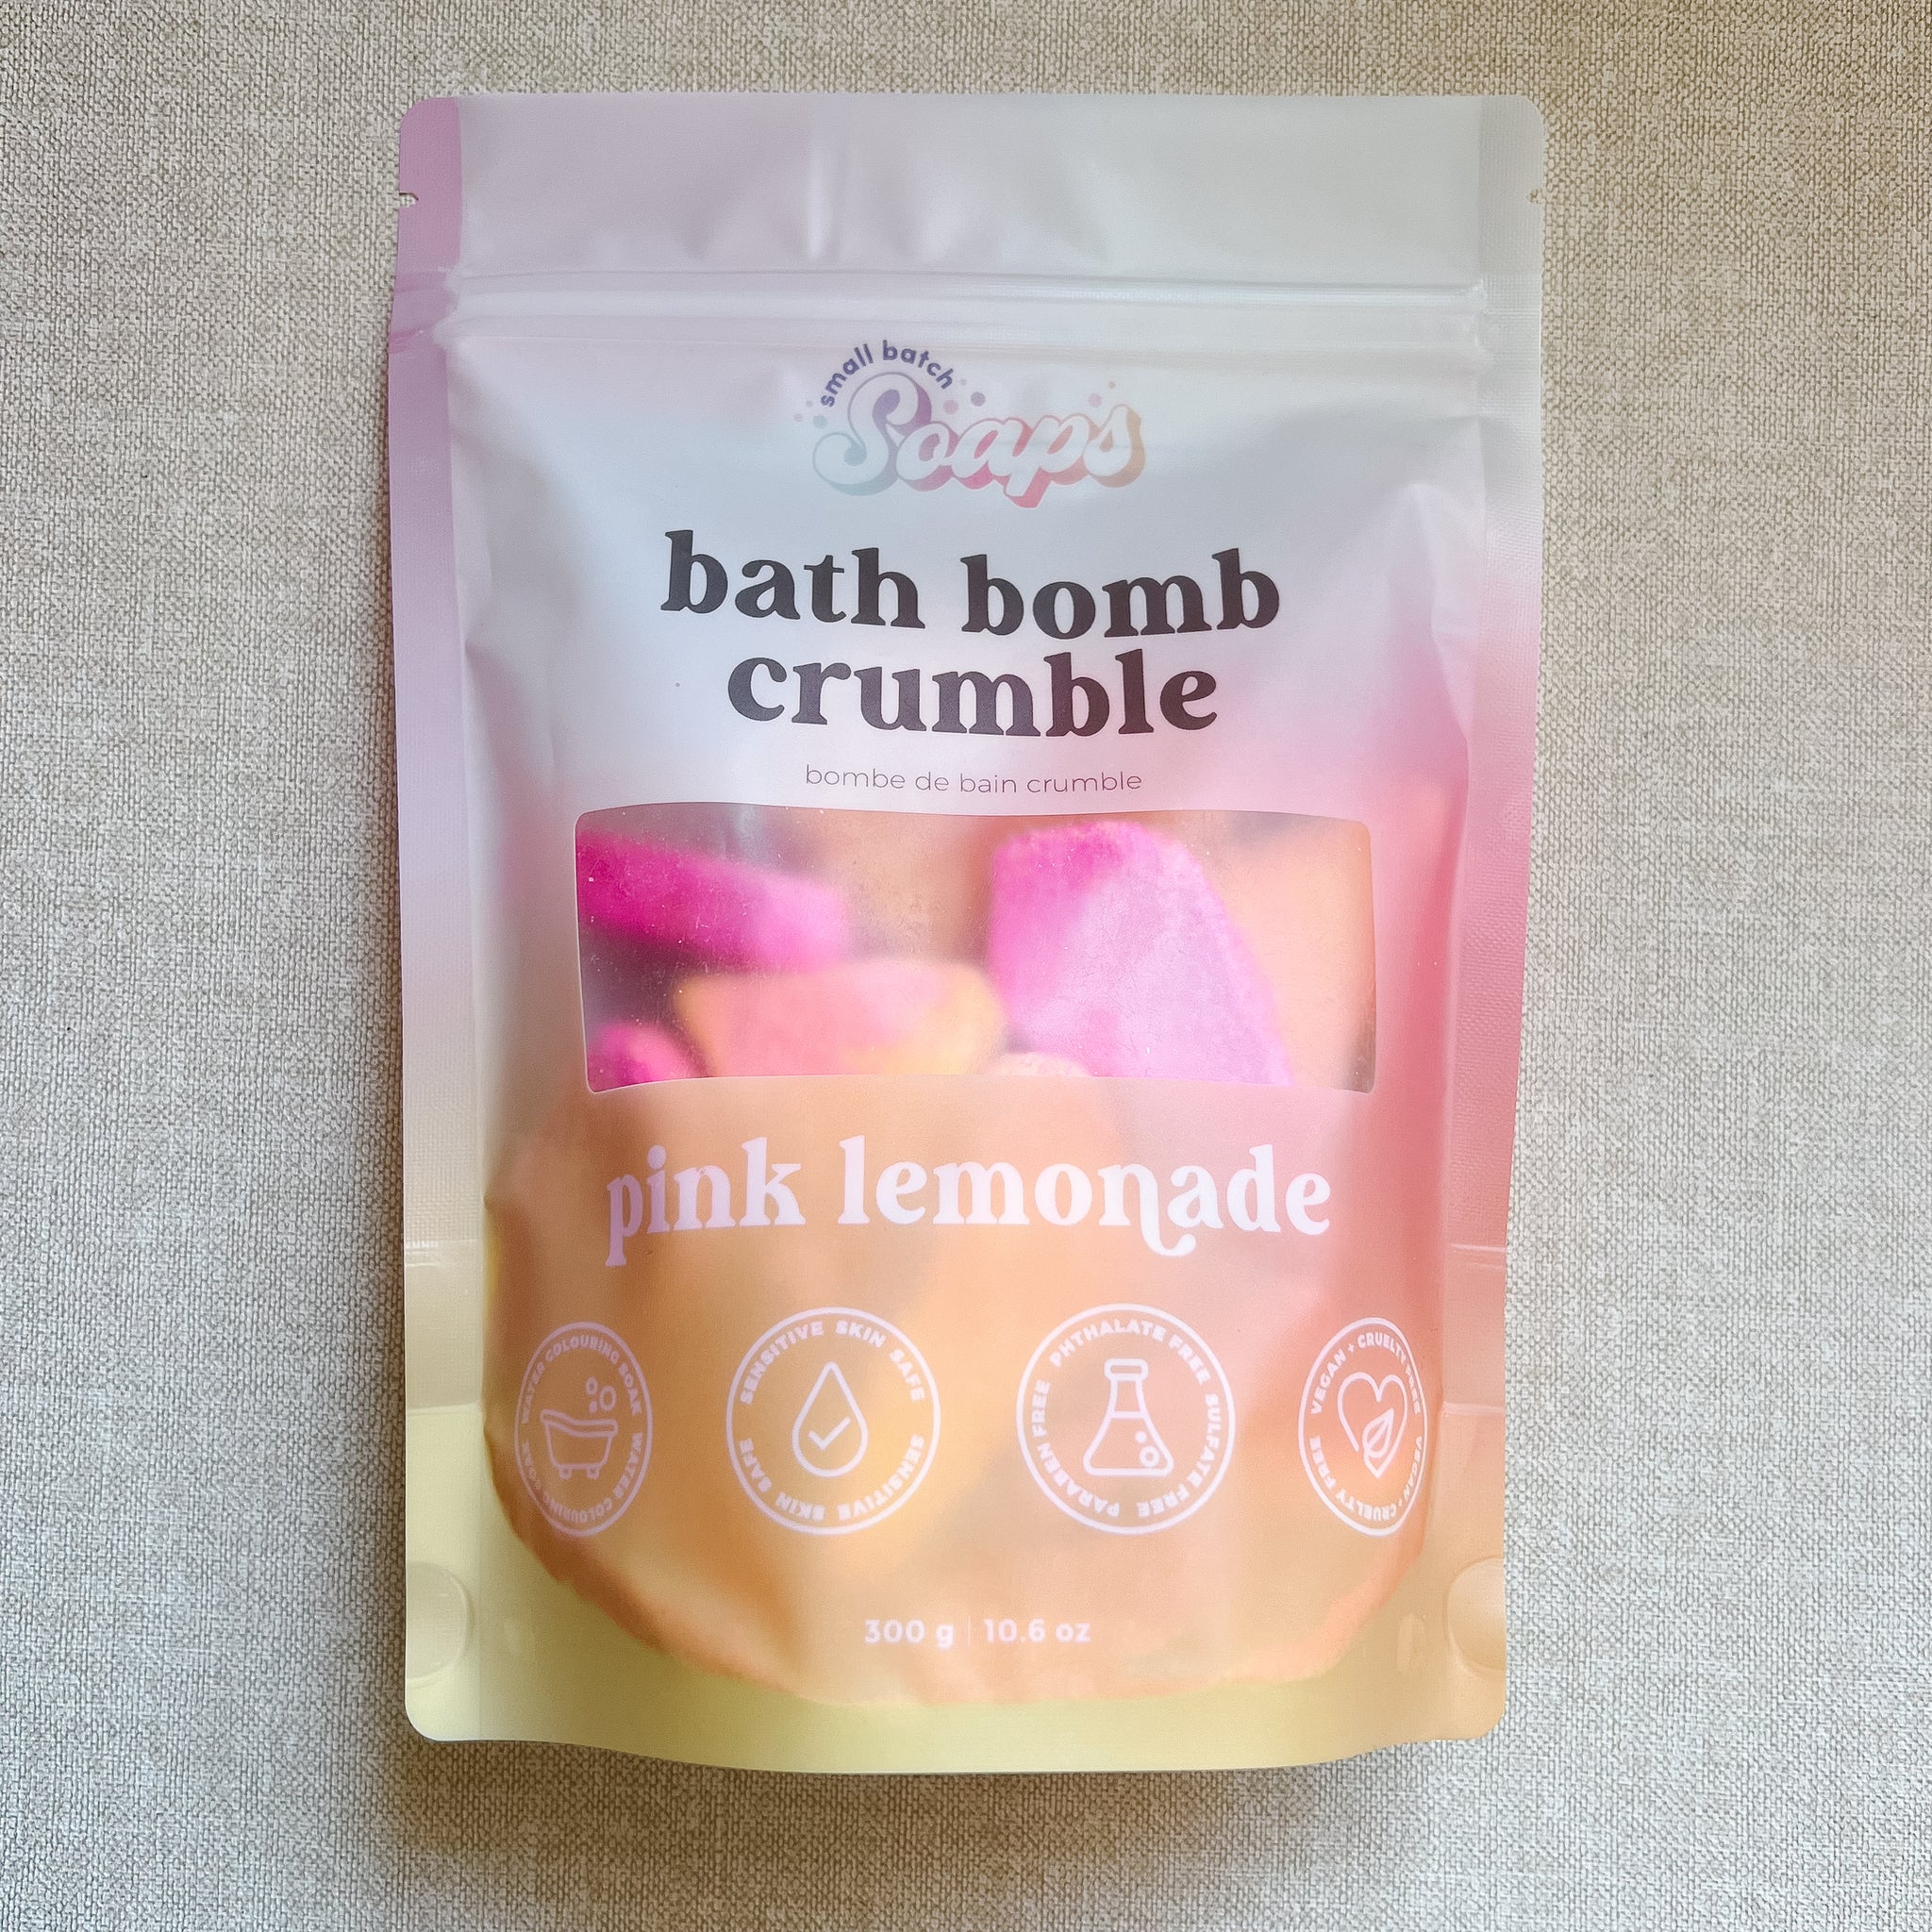 small batch
Soaps
bath bomb
crumble
bombe de bain crumble
pink lemonade
WATER COLOURING SOAK WATER COLOURING SOAK
SENSITIVE SKIN SAFE SENSITIVE SKIN SAFE
PARABEN FREE PHTHALATE FREE SULFATE FREE
VEGAN + CRUELTY FREE VEGAN + CRUELTY FREE
300 g | 10.6 oz